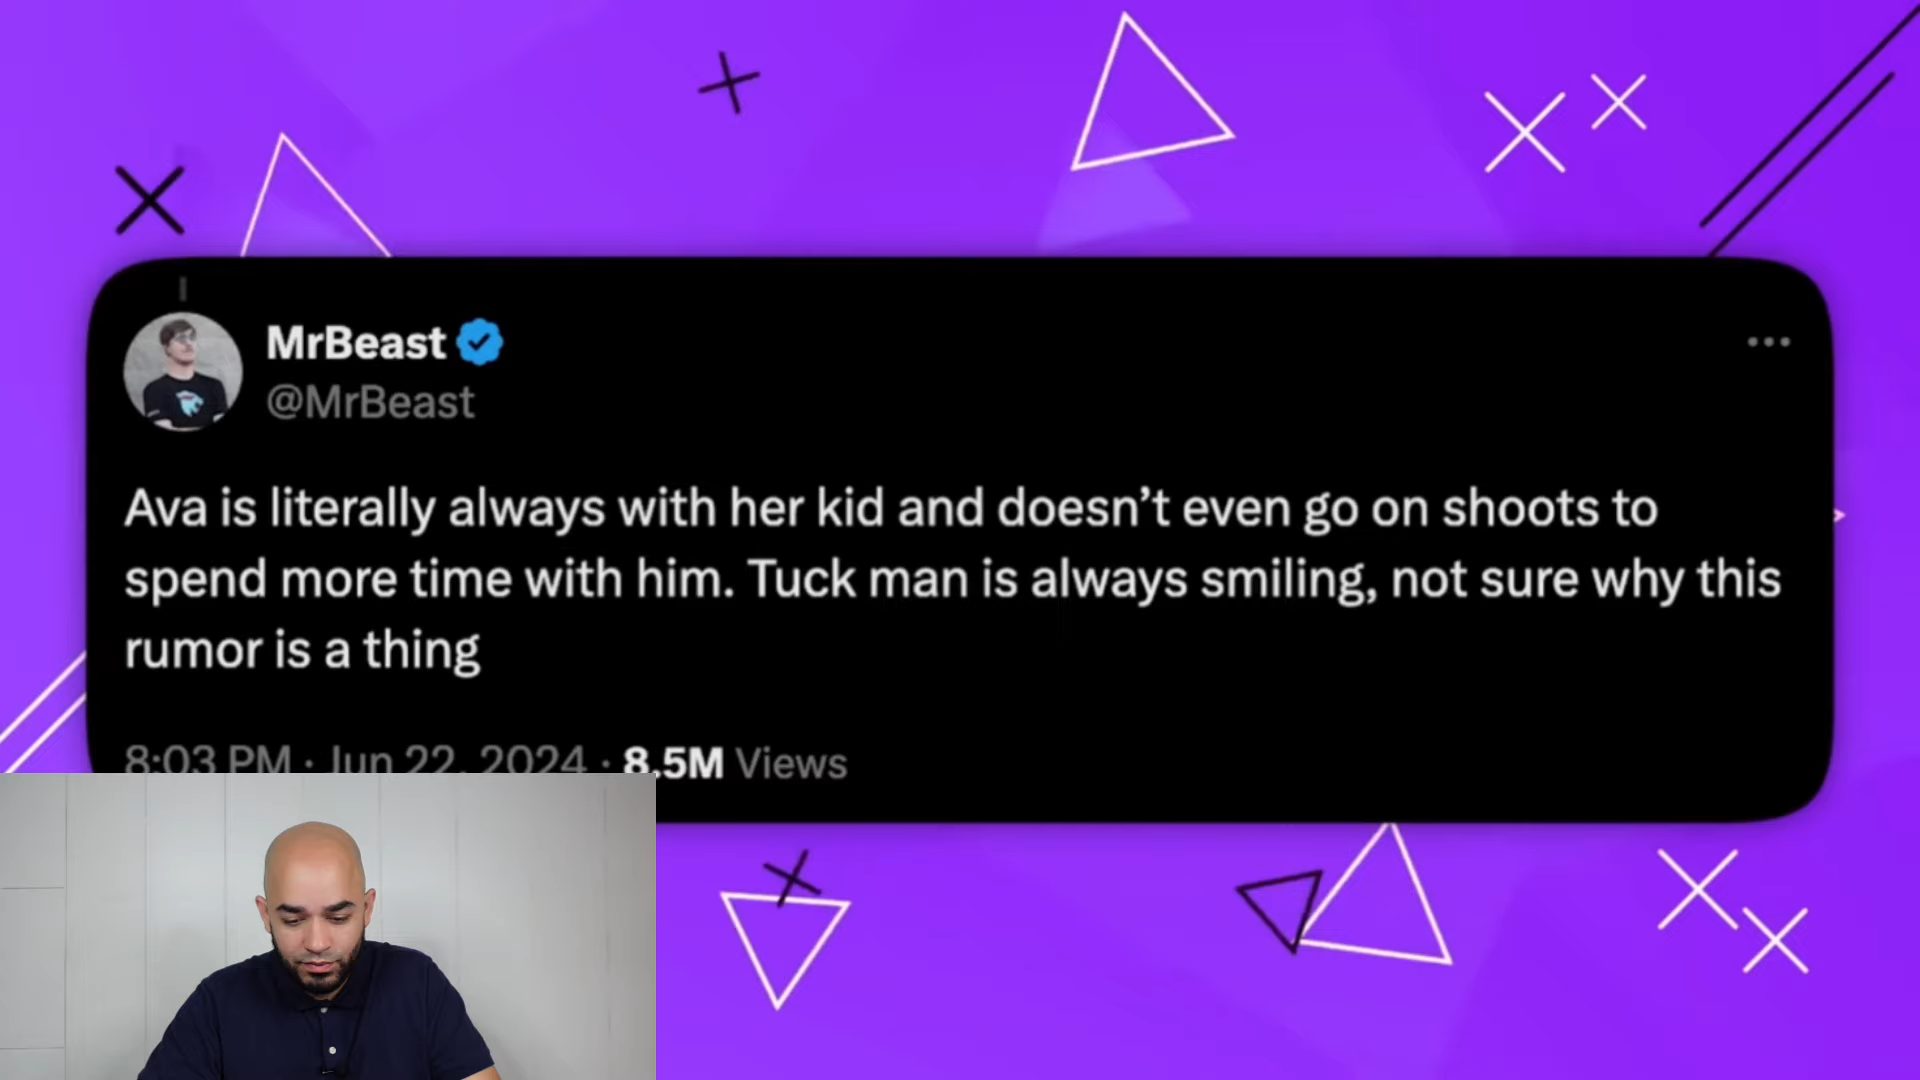 MrBeast
@MrBeast
Ava is literally always with her kid and doesn’t even go on shoots to
spend more time with him. Tuck man is always smiling, not sure why this
rumor is a thing
8:03 PM · Jun 22, 2024 · 8.5M Views